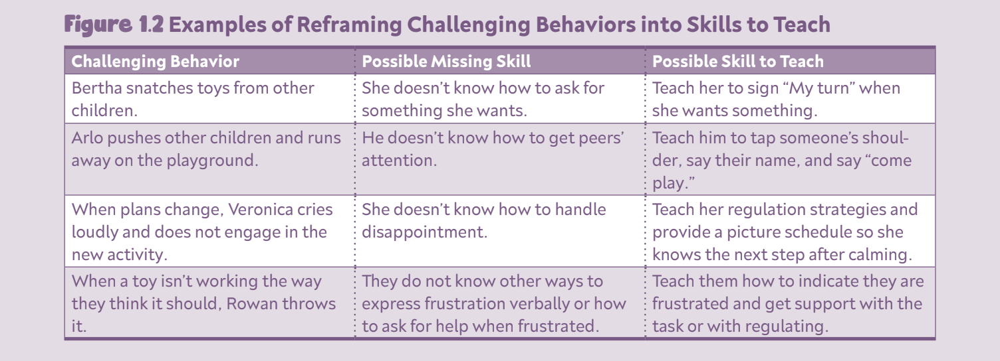 Figure 1.2 Examples of Reframing Challenging Behaviors into Skills to Teach
Challenging Behavior
Possible Missing Skill
Possible Skill to Teach
Bertha snatches toys from other
children.
She doesn’t know how to ask for
something she wants.
Teach her to sign “My turn” when
she wants something.
Arlo pushes other children and runs
away on the playground.
He doesn’t know how to get peers’
attention.
Teach him to tap someone’s shoul-
der, say their name, and say “come
play.”
When plans change, Veronica cries
loudly and does not engage in the
new activity.
She doesn’t know how to handle
disappointment.
Teach her regulation strategies and
provide a picture schedule so she
knows the next step after calming.
When a toy isn’t working the way
they think it should, Rowan throws
it.
They do not know other ways to
express frustration verbally or how
to ask for help when frustrated.
Teach them how to indicate they are
frustrated and get support with the
task or with regulating.